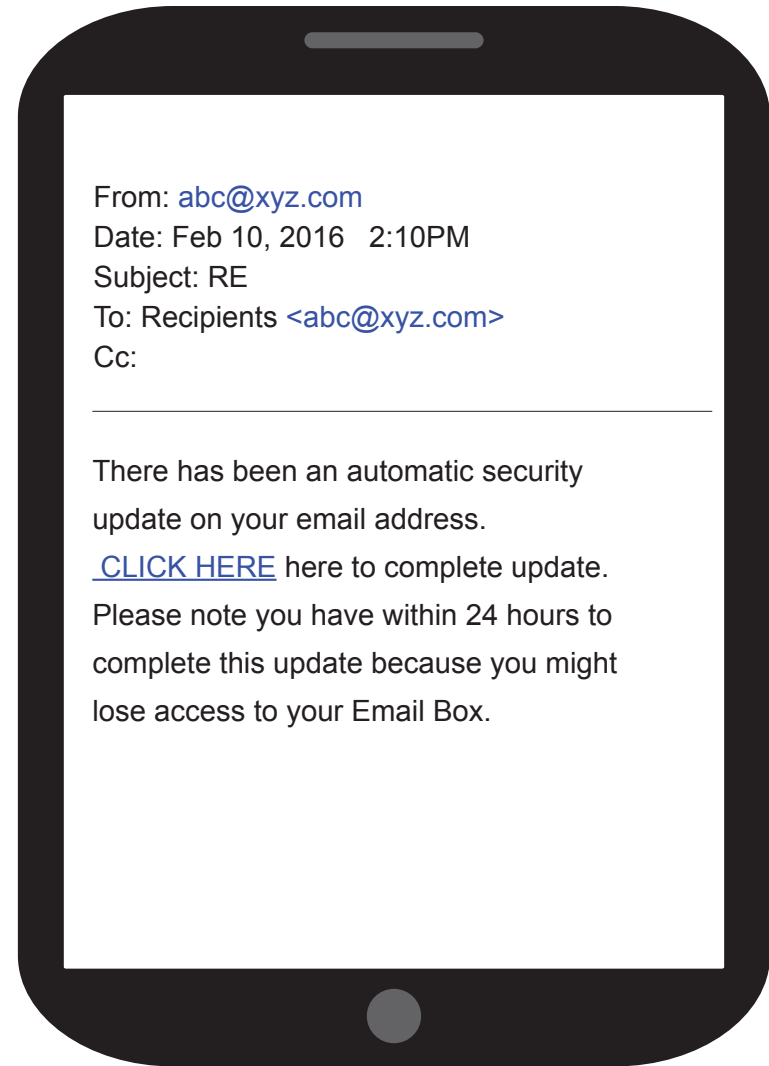 From: abc@xyz.com
Date: Feb 10, 2016   2:10PM
Subject: RE
To: Recipients <abc@xyz.com>
Cc:
There has been an automatic security
update on your email address.
CLICK HERE here to complete update.
Please note you have within 24 hours to
complete this update because you might
lose access to your Email Box.